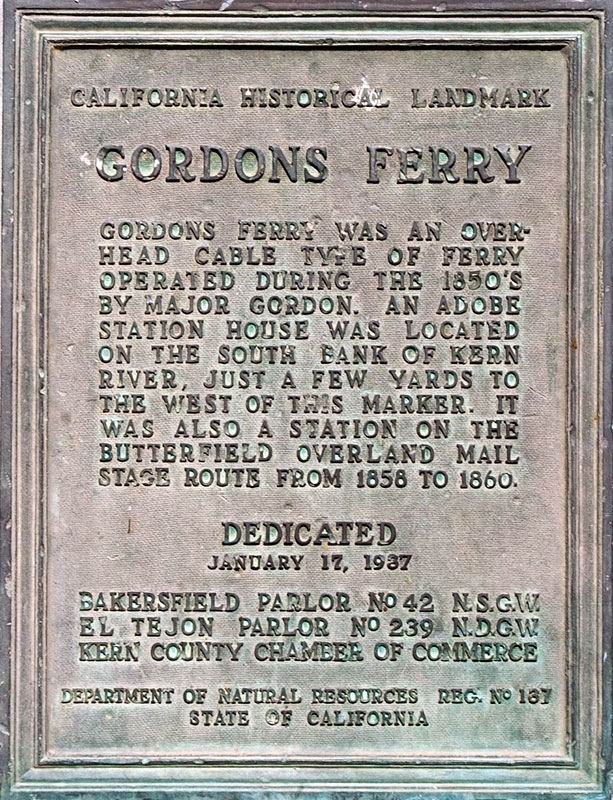 CALIFORNIA HISTORICAL LANDMARK
GORDONS FERRY
GORDONS FERRY WAS AN OVER-
HEAD CABLE TYPE OF FERRY
OPERATED DURING THE 1850'S
BY MAJOR GORDON. AN ADOBE
STATION HOUSE WAS LOCATED
ON THE SOUTH BANK OF KERN
RIVER, JUST A FEW YARDS TO
THE WEST OF THIS MARKER. IT
WAS ALSO A STATION ON THE
BUTTERFIELD OVERLAND MAIL
STAGE ROUTE FROM 1858 TO 1860.
DEDICATED
JANUARY 17, 1937
BAKERSFIELD PARLOR No 42 N.S.G.W.
EL TEJON PARLOR No 239 N.D.G.W.
KERN COUNTY CHAMBER OF COMMERCE
DEPARTMENT OF NATURAL RESOURCES REG. No 137
STATE OF CALIFORNIA